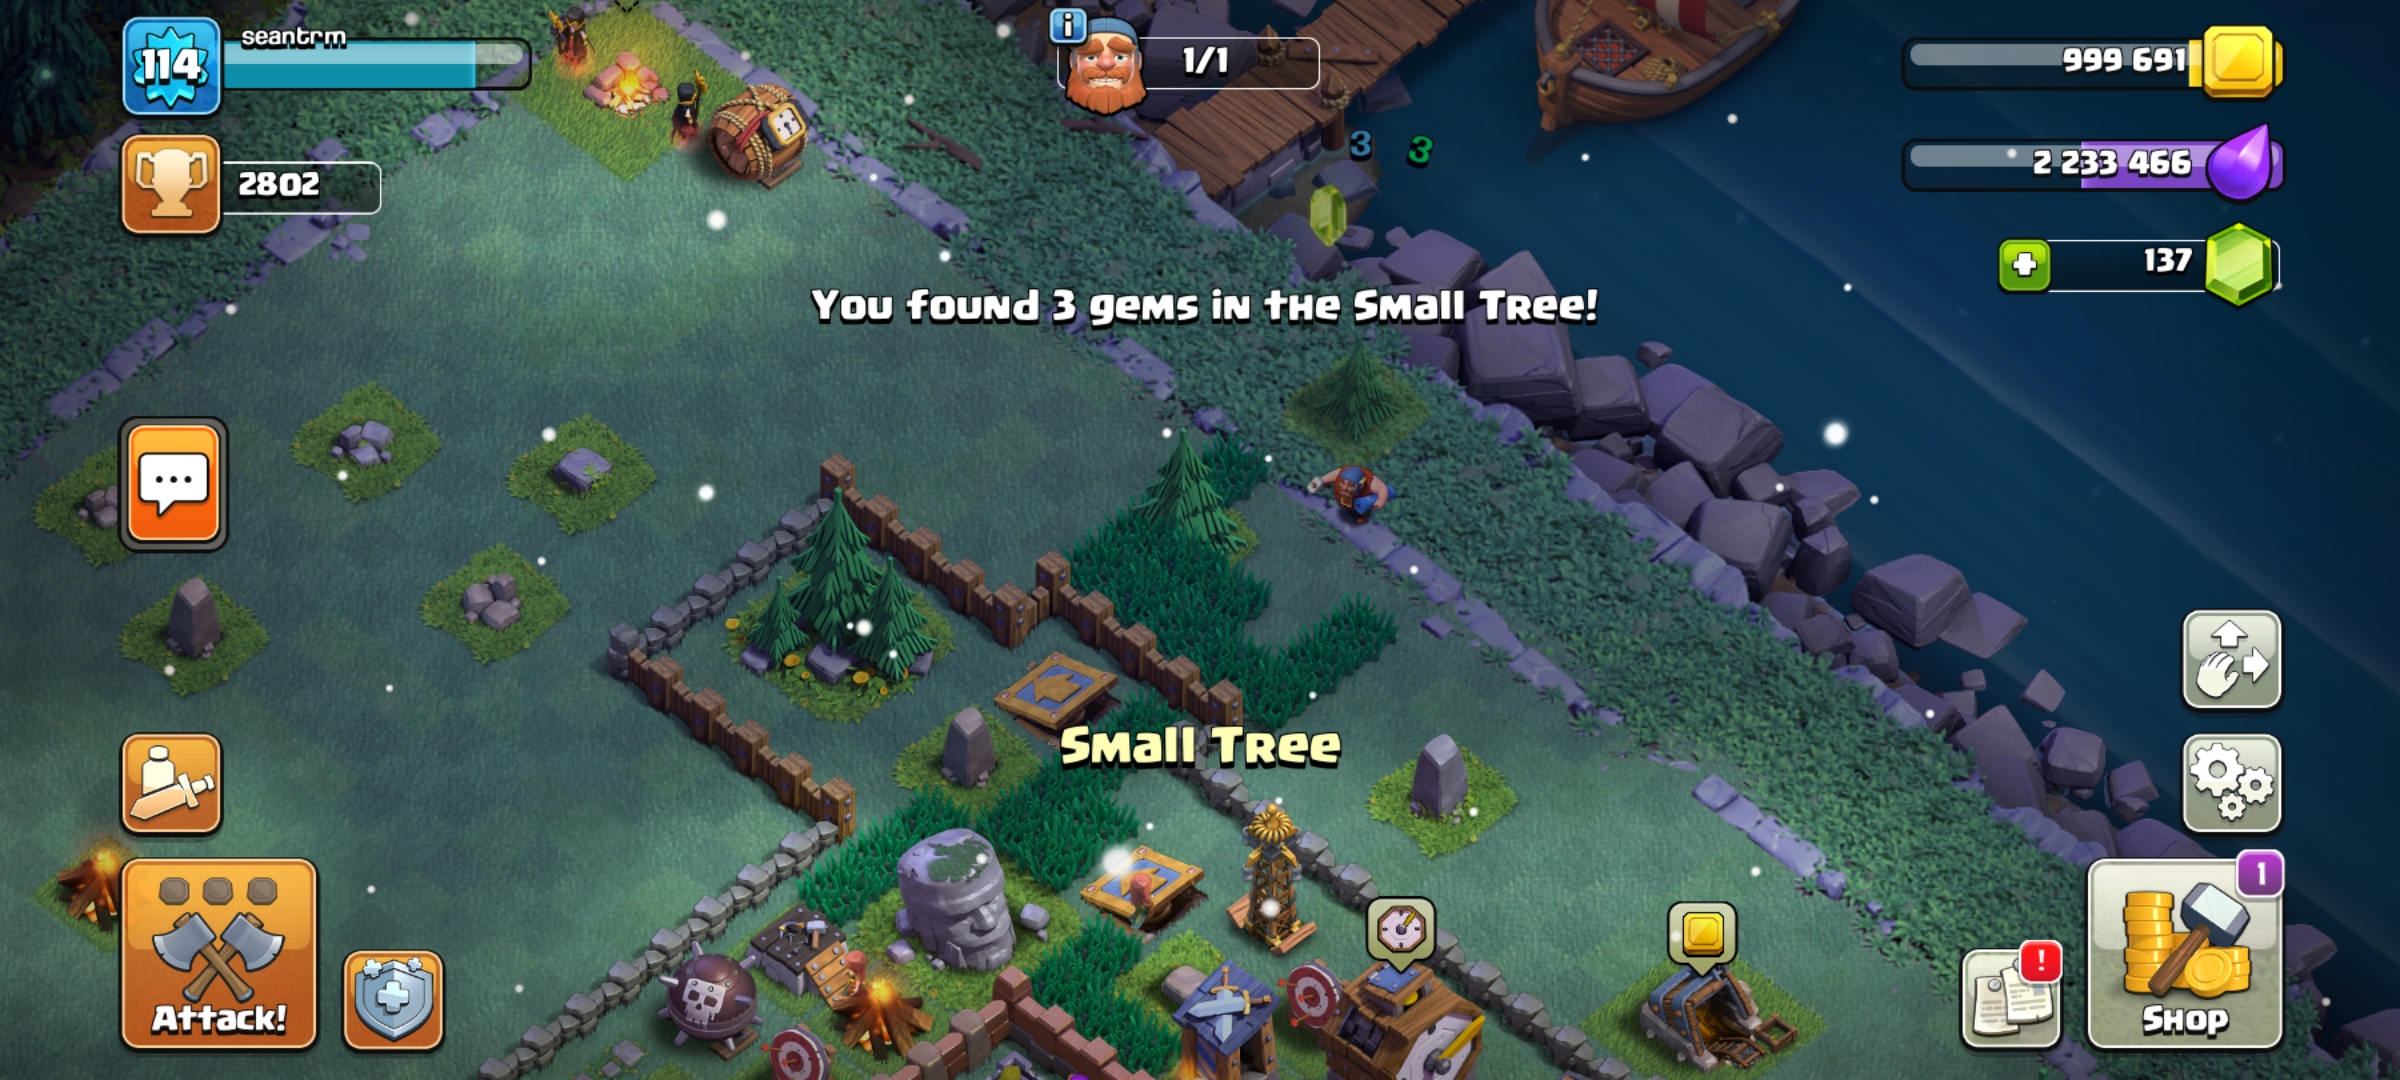 114
seantrm
1/1
999 691
2802
3
3
2 233 466
137
You found 3 gems in the Small Tree!
Small Tree
1
!
Attack!
Shop